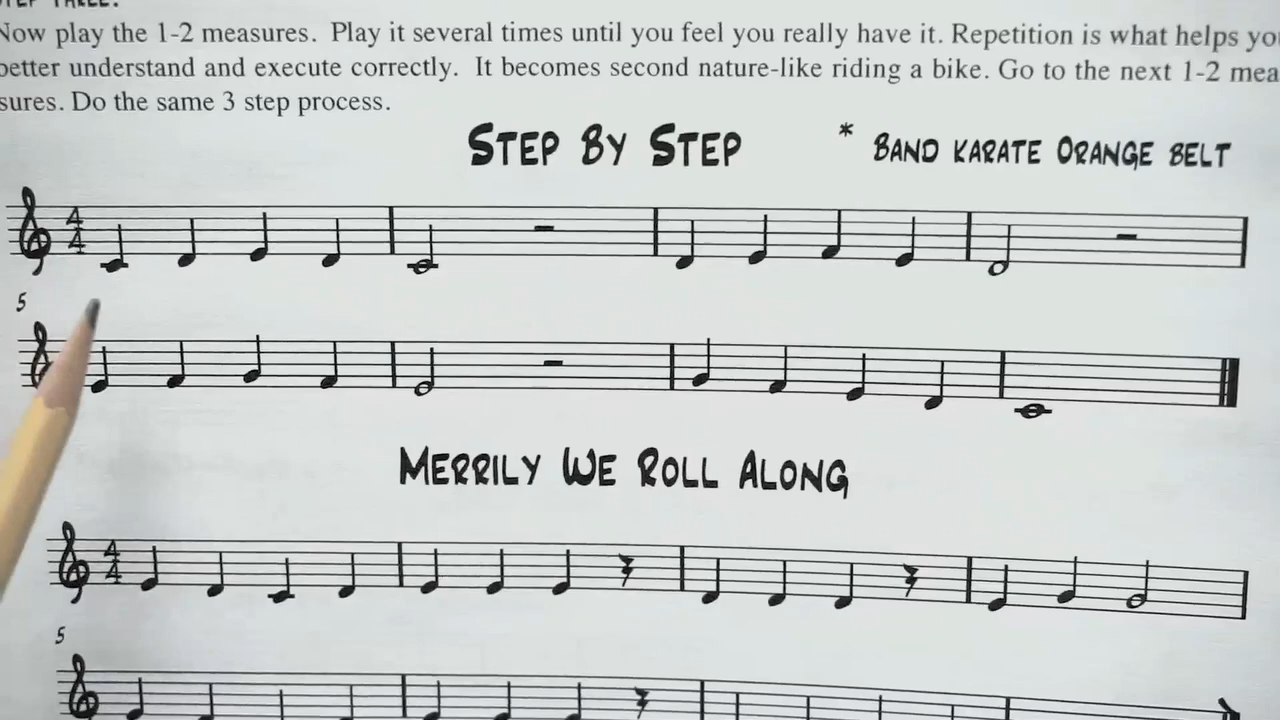 STEP THREE:
Now play the 1-2 measures. Play it several times until you feel you really have it. Repetition is what helps
better understand and execute correctly. It becomes second nature-like riding a bike. Go to the next 1-2 mea
sures. Do the same 3 step process.
STEP BY STEP * BAND KARATE ORANGE BELT
4
4
5
MERRILY WE ROLL ALONG
4
4
5